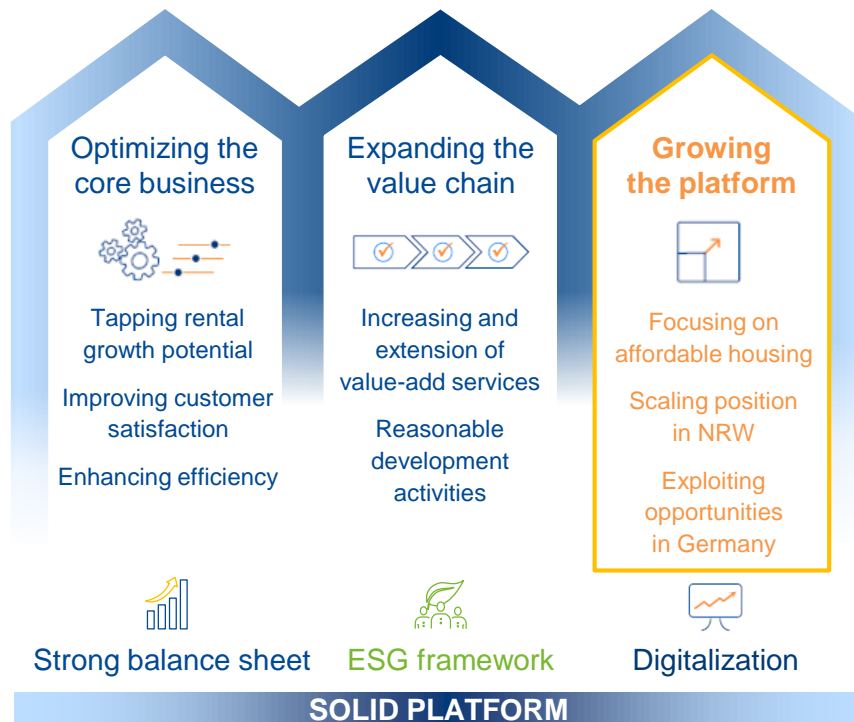 Optimizing the
core business
Tapping rental
growth potential
Improving customer
satisfaction
Enhancing efficiency
Expanding the
value chain
Increasing and
extension of
value-add services
Reasonable
development
activities
Growing
the platform
Focusing on
affordable housing
Scaling position
in NRW
Exploiting
opportunities
in Germany
Strong balance sheet
ESG framework
Digitalization
SOLID PLATFORM